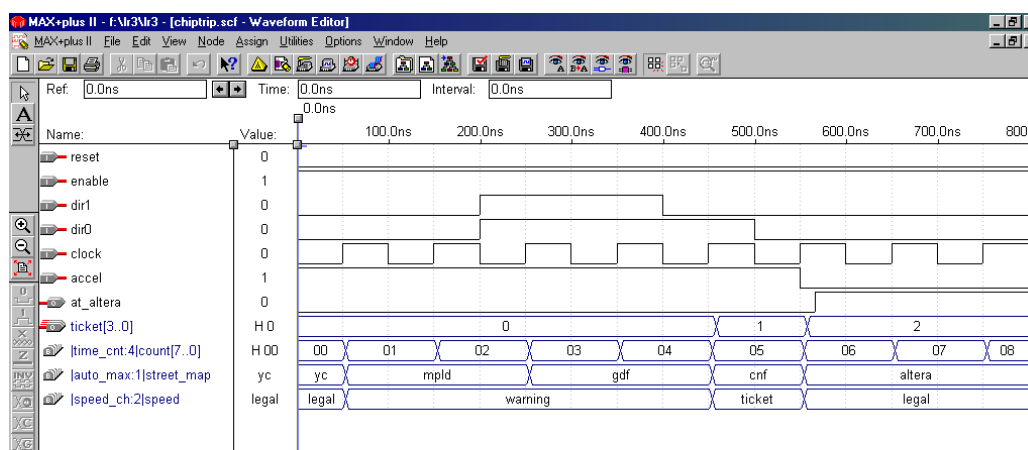 MAX+plus II - f:\lr3\lr3 - [chiptrip.scf - Waveform Editor]
MAX+plus II File Edit View Node Assign Utilities Options Window Help
Ref: 0.0ns Time: 0.0ns Interval: 0.0ns
0.0ns
Name: Value: 100.0ns 200.0ns 300.0ns 400.0ns 500.0ns 600.0ns 700.0ns 800
reset 0
enable 1
dir1 0
dir0 0
clock 0
accel 1
at_altera 0
ticket[3..0] H 0 0 1 2
|time_cnt:4|count[7..0] H 00 00 01 02 03 04 05 06 07 08
|auto_max:1|street_map yc yc mpld gdf cnf altera
|speed_ch:2|speed legal legal warning ticket legal